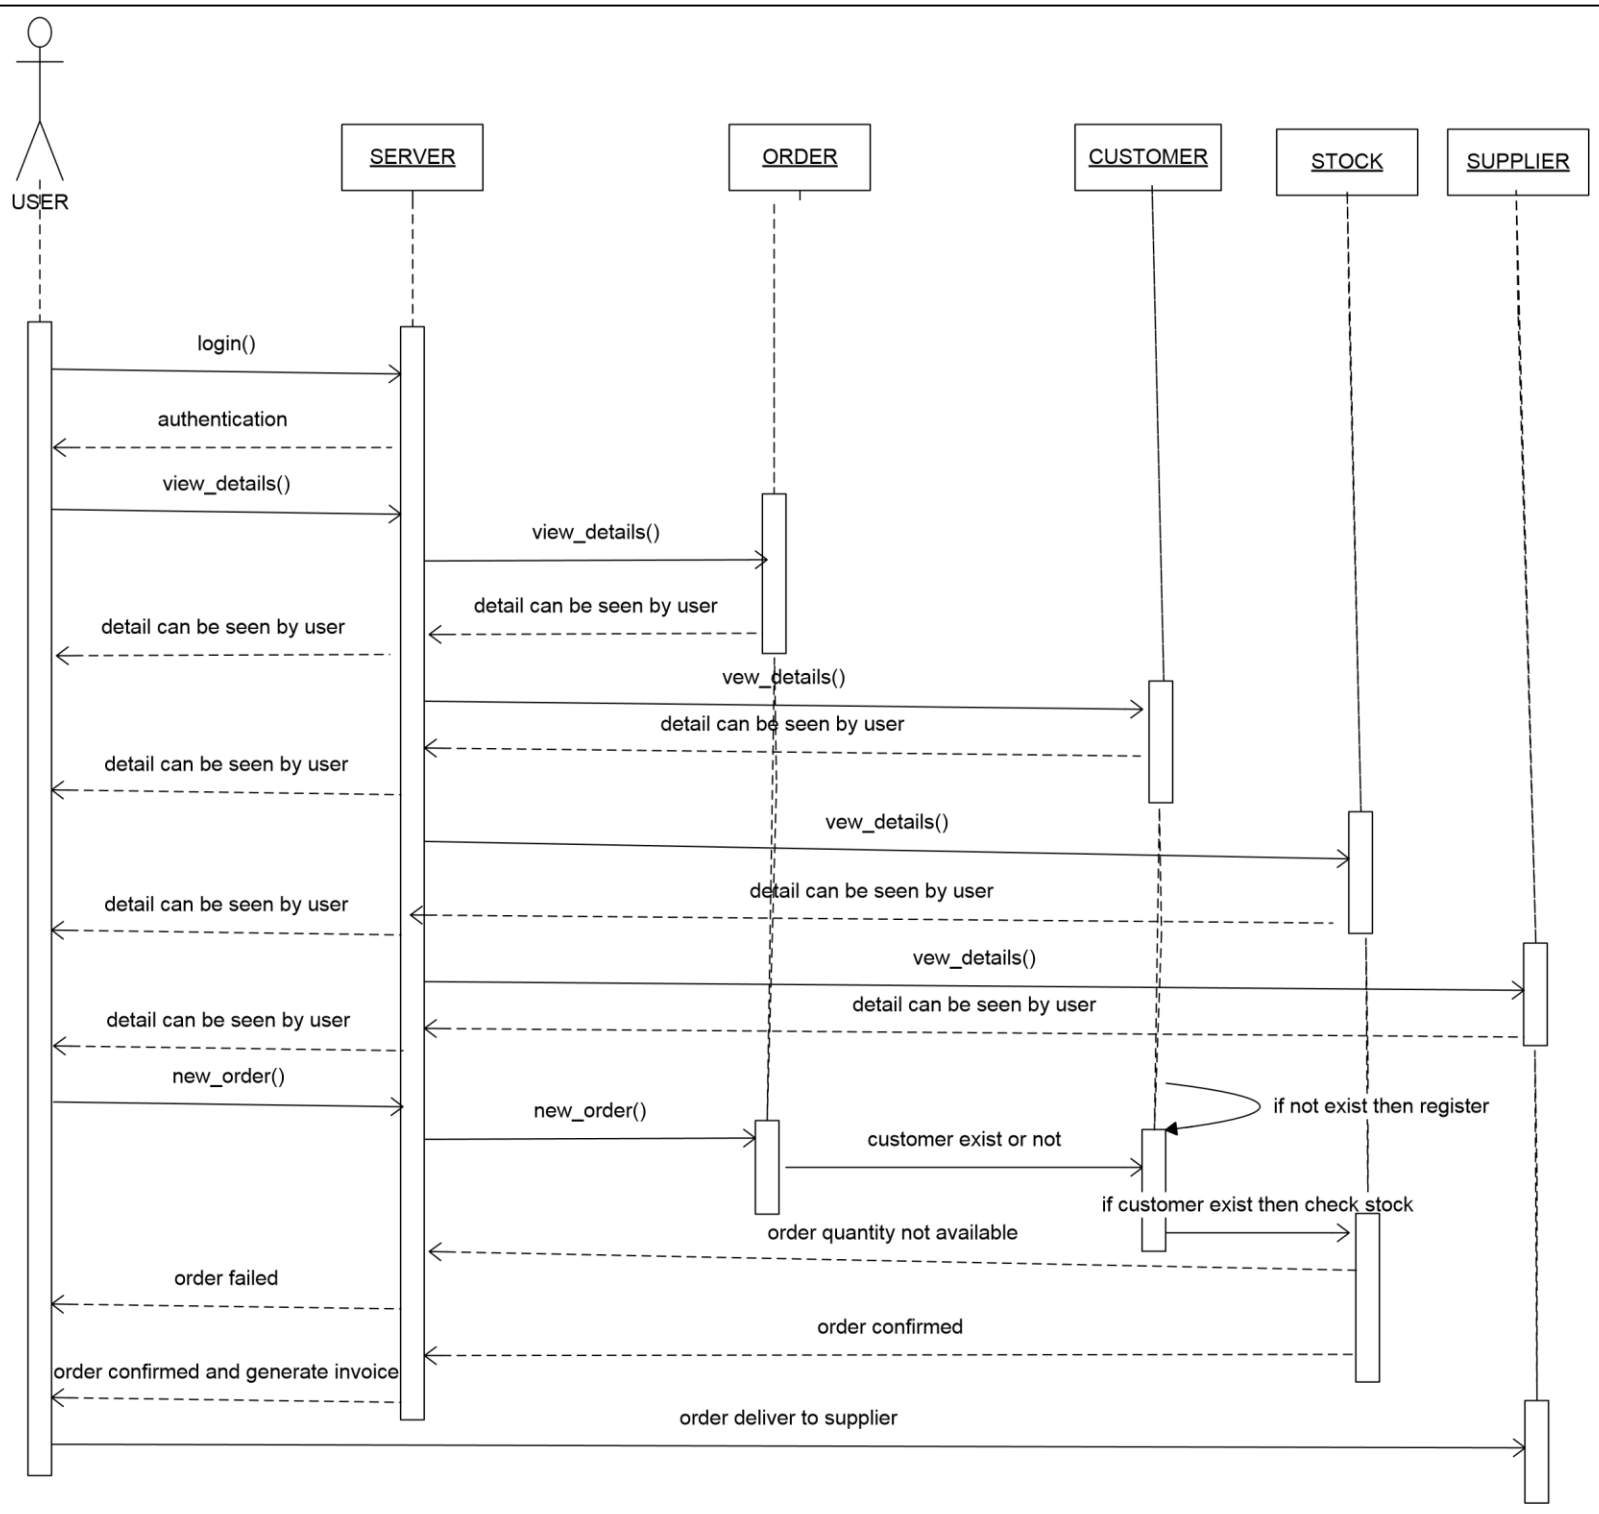 SERVER
ORDER
CUSTOMER
STOCK
SUPPLIER
USER
login()
authentication
view_details()
view_details()
detail can be seen by user
detail can be seen by user
vew_details()
detail can be seen by user
detail can be seen by user
vew_details()
detail can be seen by user
detail can be seen by user
vew_details()
detail can be seen by user
detail can be seen by user
new_order()
new_order()
if not exist then register
customer exist or not
if customer exist then check stock
order quantity not available
order failed
order confirmed
order confirmed and generate invoice
order deliver to supplier